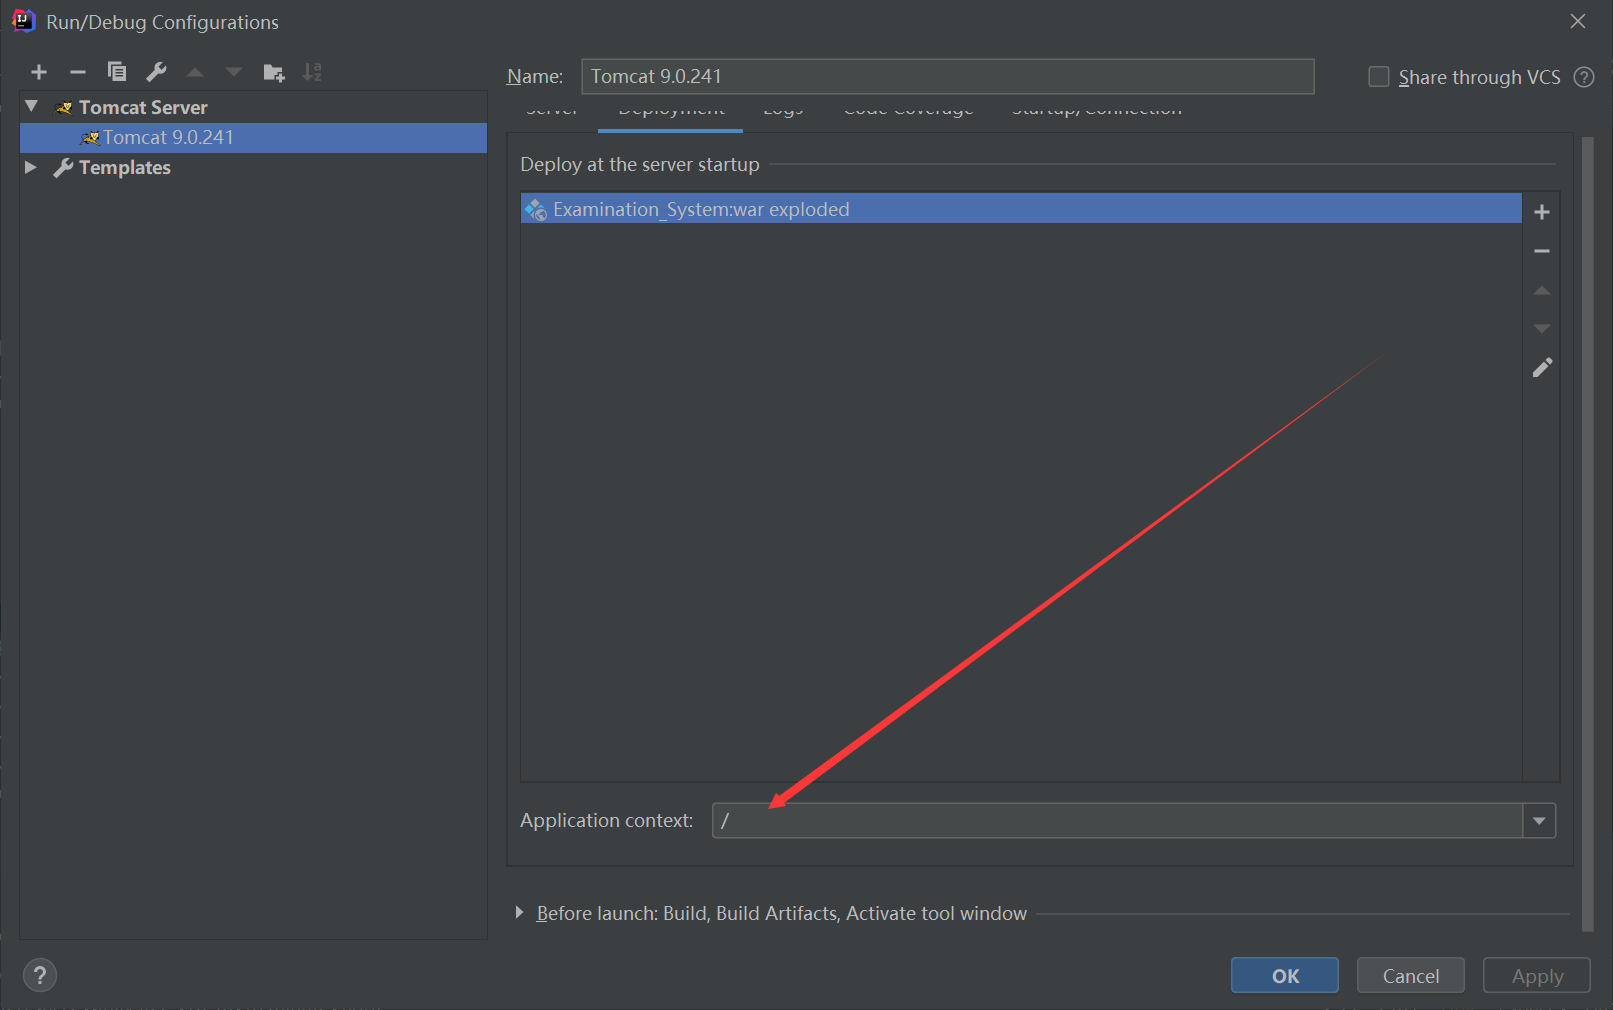 Run/Debug Configurations
Name: Tomcat 9.0.241
Share through VCS ?
Server Deployment Logs Code Coverage Startup/Connection
Tomcat Server
Tomcat 9.0.241
Templates
Deploy at the server startup
Examination_System:war exploded
Application context: /
Before launch: Build, Build Artifacts, Activate tool window
? OK Cancel Apply